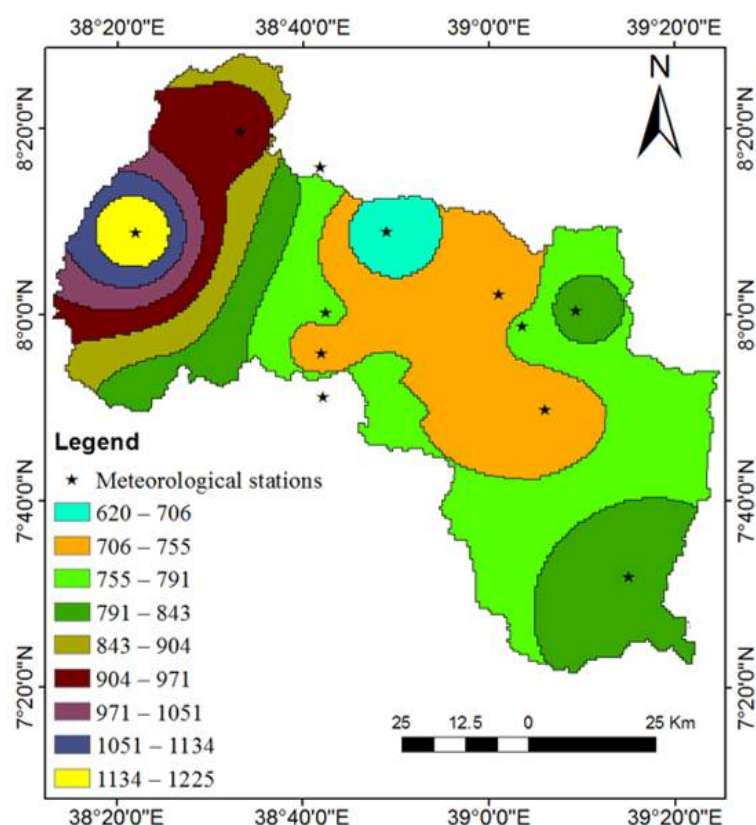 38°20'0"E 38°40'0"E 39°0'0"E 39°20'0"E
N
8°20'0"N 8°20'0"N
8°0'0"N 8°0'0"N
7°40'0"N 7°40'0"N
7°20'0"N 7°20'0"N
Legend
Meteorological stations
620 – 706
706 – 755
755 – 791
791 – 843
843 – 904
904 – 971
971 – 1051
1051 – 1134
1134 – 1225
25 12.5 0 25 Km
38°20'0"E 38°40'0"E 39°0'0"E 39°20'0"E